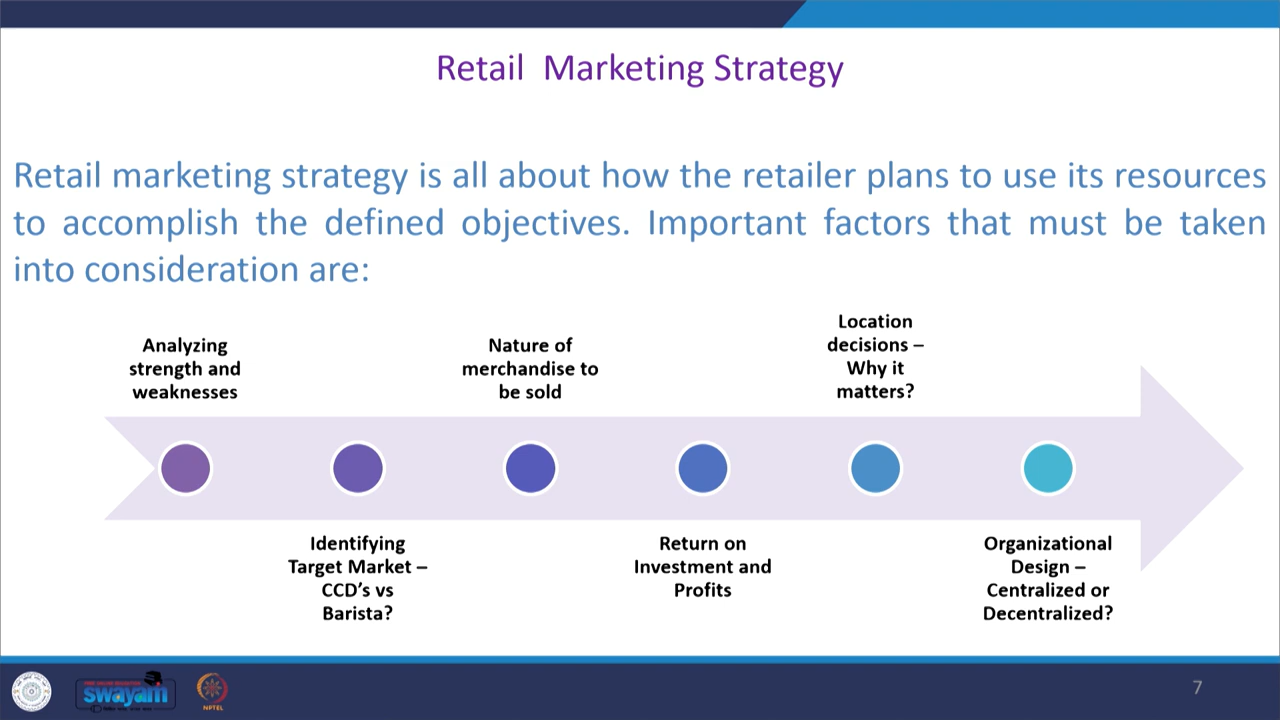 Retail Marketing Strategy
Retail marketing strategy is all about how the retailer plans to use its resources
to accomplish the defined objectives. Important factors that must be taken
into consideration are:
Analyzing
strength and
weaknesses
Identifying
Target Market –
CCD's vs
Barista?
Nature of
merchandise to
be sold
Return on
Investment and
Profits
Location
decisions –
Why it
matters?
Organizational
Design –
Centralized or
Decentralized?
swayam
NPTEL
7